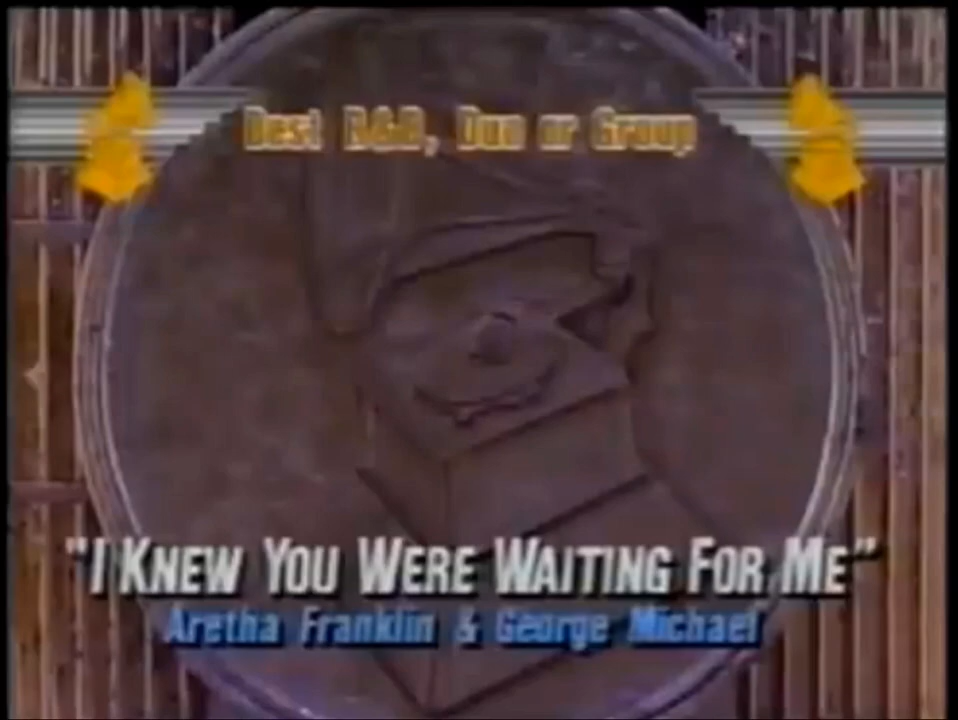 Best R&B, Duo or Group
"I KNEW YOU WERE WAITING FOR ME"
Aretha Franklin & George Michael